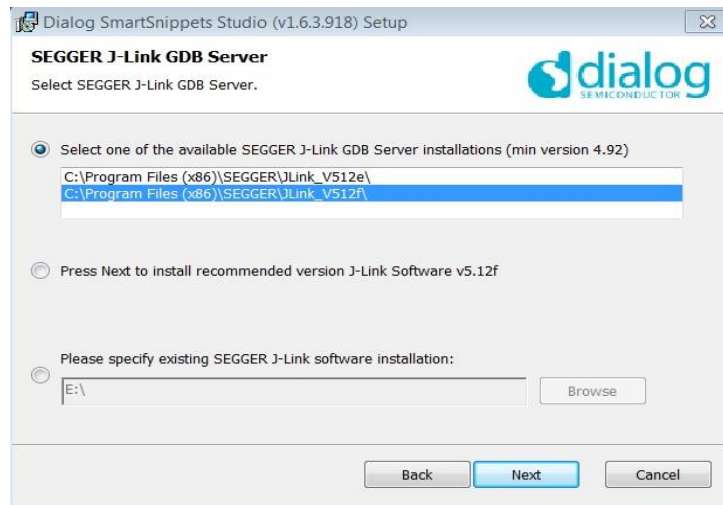 Dialog SmartSnippets Studio (v1.6.3.918) Setup
SEGGER J-Link GDB Server
Select SEGGER J-Link GDB Server.
dialog
SEMICONDUCTOR
Select one of the available SEGGER J-Link GDB Server installations (min version 4.92)
C:\Program Files (x86)\SEGGER\JLink_V512e\
C:\Program Files (x86)\SEGGER\JLink_V512f\
Press Next to install recommended version J-Link Software v5.12f
Please specify existing SEGGER J-Link software installation:
E:\
Browse
Back
Next
Cancel